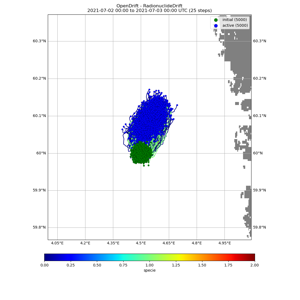 OpenDrift - RadionuclideDrift
2021-07-02 00:00 to 2021-07-03 00:00 UTC (25 steps)
initial (5000)
active (5000)
60.3°N 60.3°N
60.2°N 60.2°N
60.1°N 60.1°N
60°N 60°N
59.9°N 59.9°N
59.8°N 59.8°N
4.05°E 4.2°E 4.35°E 4.5°E 4.65°E 4.8°E 4.95°E
0.00 0.25 0.50 0.75 1.00 1.25 1.50 1.75 2.00
specie